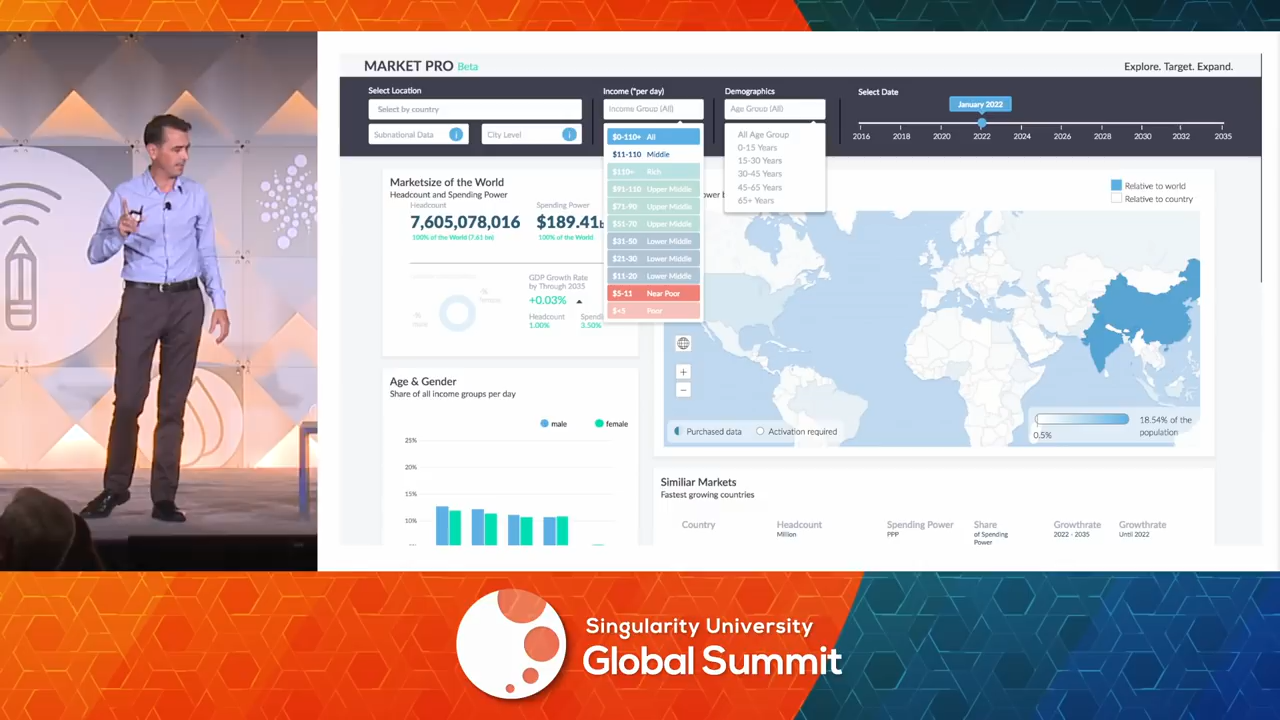 MARKET PRO Beta
Explore. Target. Expand.
Select Location
Select by country
Subnational Data
City Level
Income (*per day)
Income Group (All)
$0-110+ All
$11-110 Middle
$110+ Rich
$91-110 Upper Middle
$71-90 Upper Middle
$51-70 Upper Middle
$31-50 Lower Middle
$21-30 Lower Middle
$11-20 Lower Middle
$5-11 Near Poor
$<5 Poor
Demographics
Age Group (All)
All Age Group
0-15 Years
15-30 Years
30-45 Years
45-65 Years
65+ Years
Select Date
January 2022
2016 2018 2020 2022 2024 2026 2028 2030 2032 2035
Marketsize of the World
Headcount and Spending Power
Headcount
7,605,078,016
100% of the World (7.61 bn)
Spending Power
$189.41
100% of the World
GDP Growth Rate
by Through 2035
+0.03%
Headcount
1.00%
Spendi
3.50%
%
male
%
female
Relative to world
Relative to country
Purchased data
Activation required
0.5%
18.54% of the
population
Age & Gender
Share of all income groups per day
male
female
25%
20%
15%
10%
Similiar Markets
Fastest growing countries
Country
Headcount
Million
Spending Power
PPP
Share
of Spending
Power
Growthrate
2022 - 2035
Growthrate
Until 2022
Singularity University
Global Summit